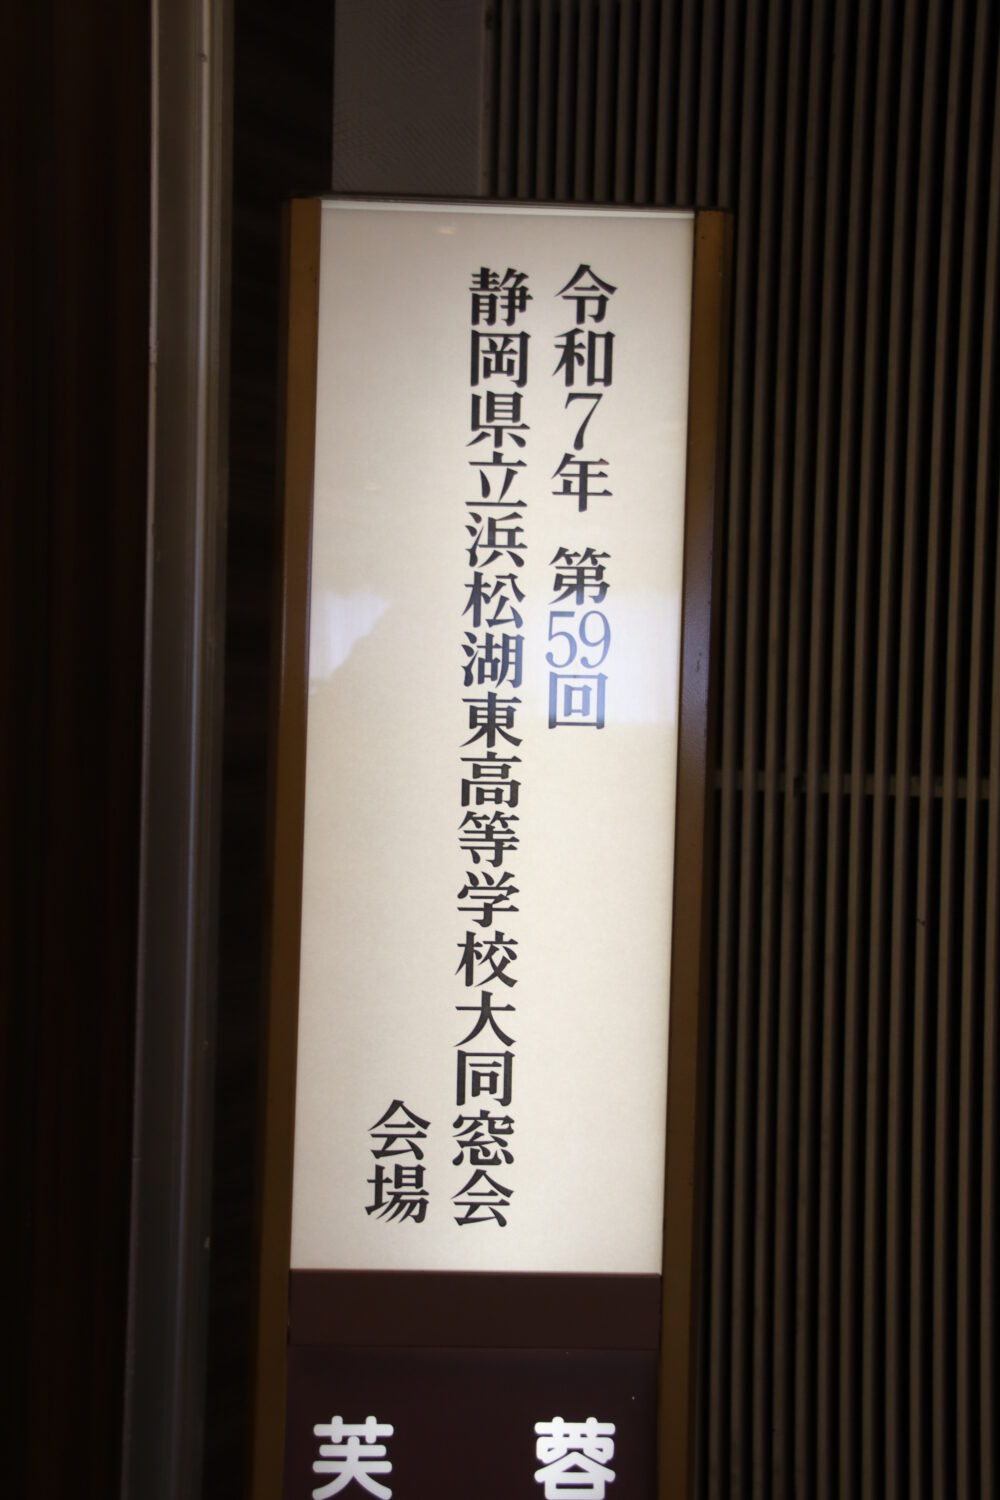 令和7年 第59回
静岡県立浜松湖東高等学校大同窓会
会場
芙蓉